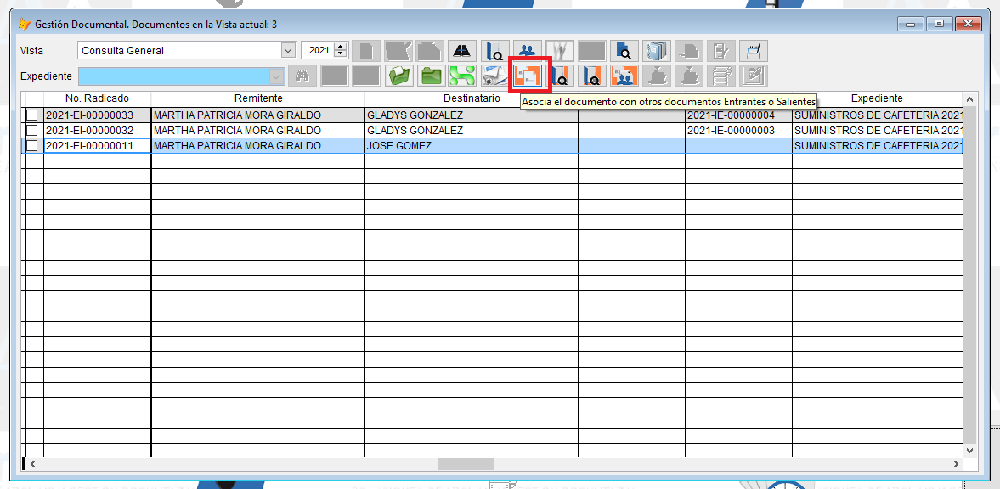 Gestión Documental. Documentos en la Vista actual: 3
Vista Consulta General 2021
Expediente
Asocia el documento con otros documentos Entrantes o Salientes
No. Radicado Remitente Destinatario Expediente
2021-EI-00000033 MARTHA PATRICIA MORA GIRALDO GLADYS GONZALEZ 2021-IE-00000004 SUMINISTROS DE CAFETERIA 2021
2021-EI-00000032 MARTHA PATRICIA MORA GIRALDO GLADYS GONZALEZ 2021-IE-00000003 SUMINISTROS DE CAFETERIA 2021
2021-EI-00000011 MARTHA PATRICIA MORA GIRALDO JOSE GOMEZ SUMINISTROS DE CAFETERIA 2021